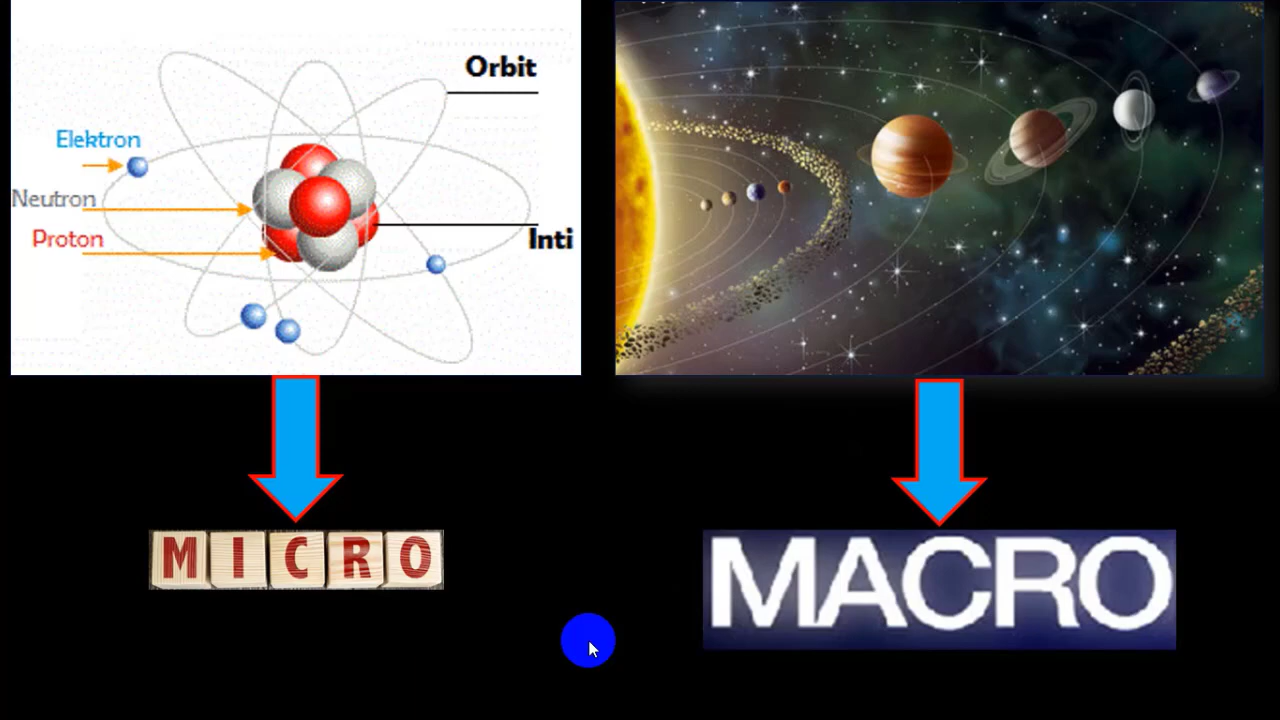 Orbit
Elektron
Neutron
Proton
Inti
MICRO
MACRO